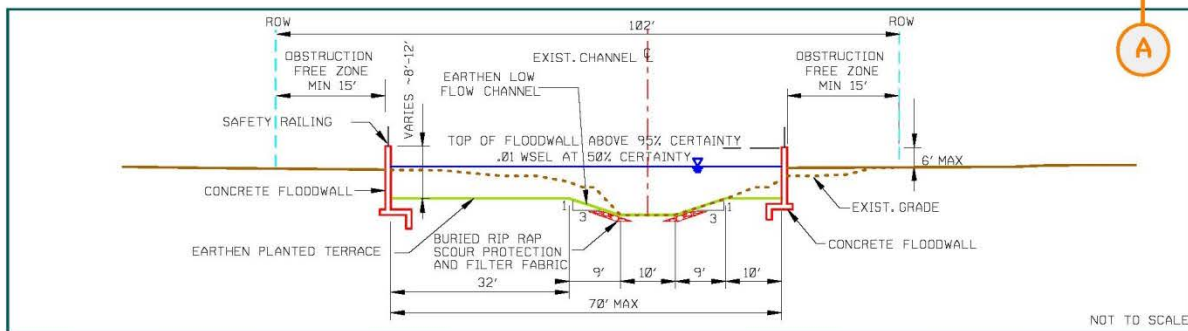 ROW
ROW
102'
A
OBSTRUCTION
FREE ZONE
MIN 15'
VARIES ~8'-12'
EXIST. CHANNEL ℄
EARTHEN LOW
FLOW CHANNEL
OBSTRUCTION
FREE ZONE
MIN 15'
SAFETY RAILING
TOP OF FLOODWALL ABOVE 95% CERTAINTY
.01 WSEL AT 50% CERTAINTY
6' MAX
CONCRETE FLOODWALL
1
3
3
1
EXIST. GRADE
EARTHEN PLANTED TERRACE
BURIED RIP RAP
SCOUR PROTECTION
AND FILTER FABRIC
CONCRETE FLOODWALL
32'
9'
10'
9'
10'
70' MAX
NOT TO SCALE